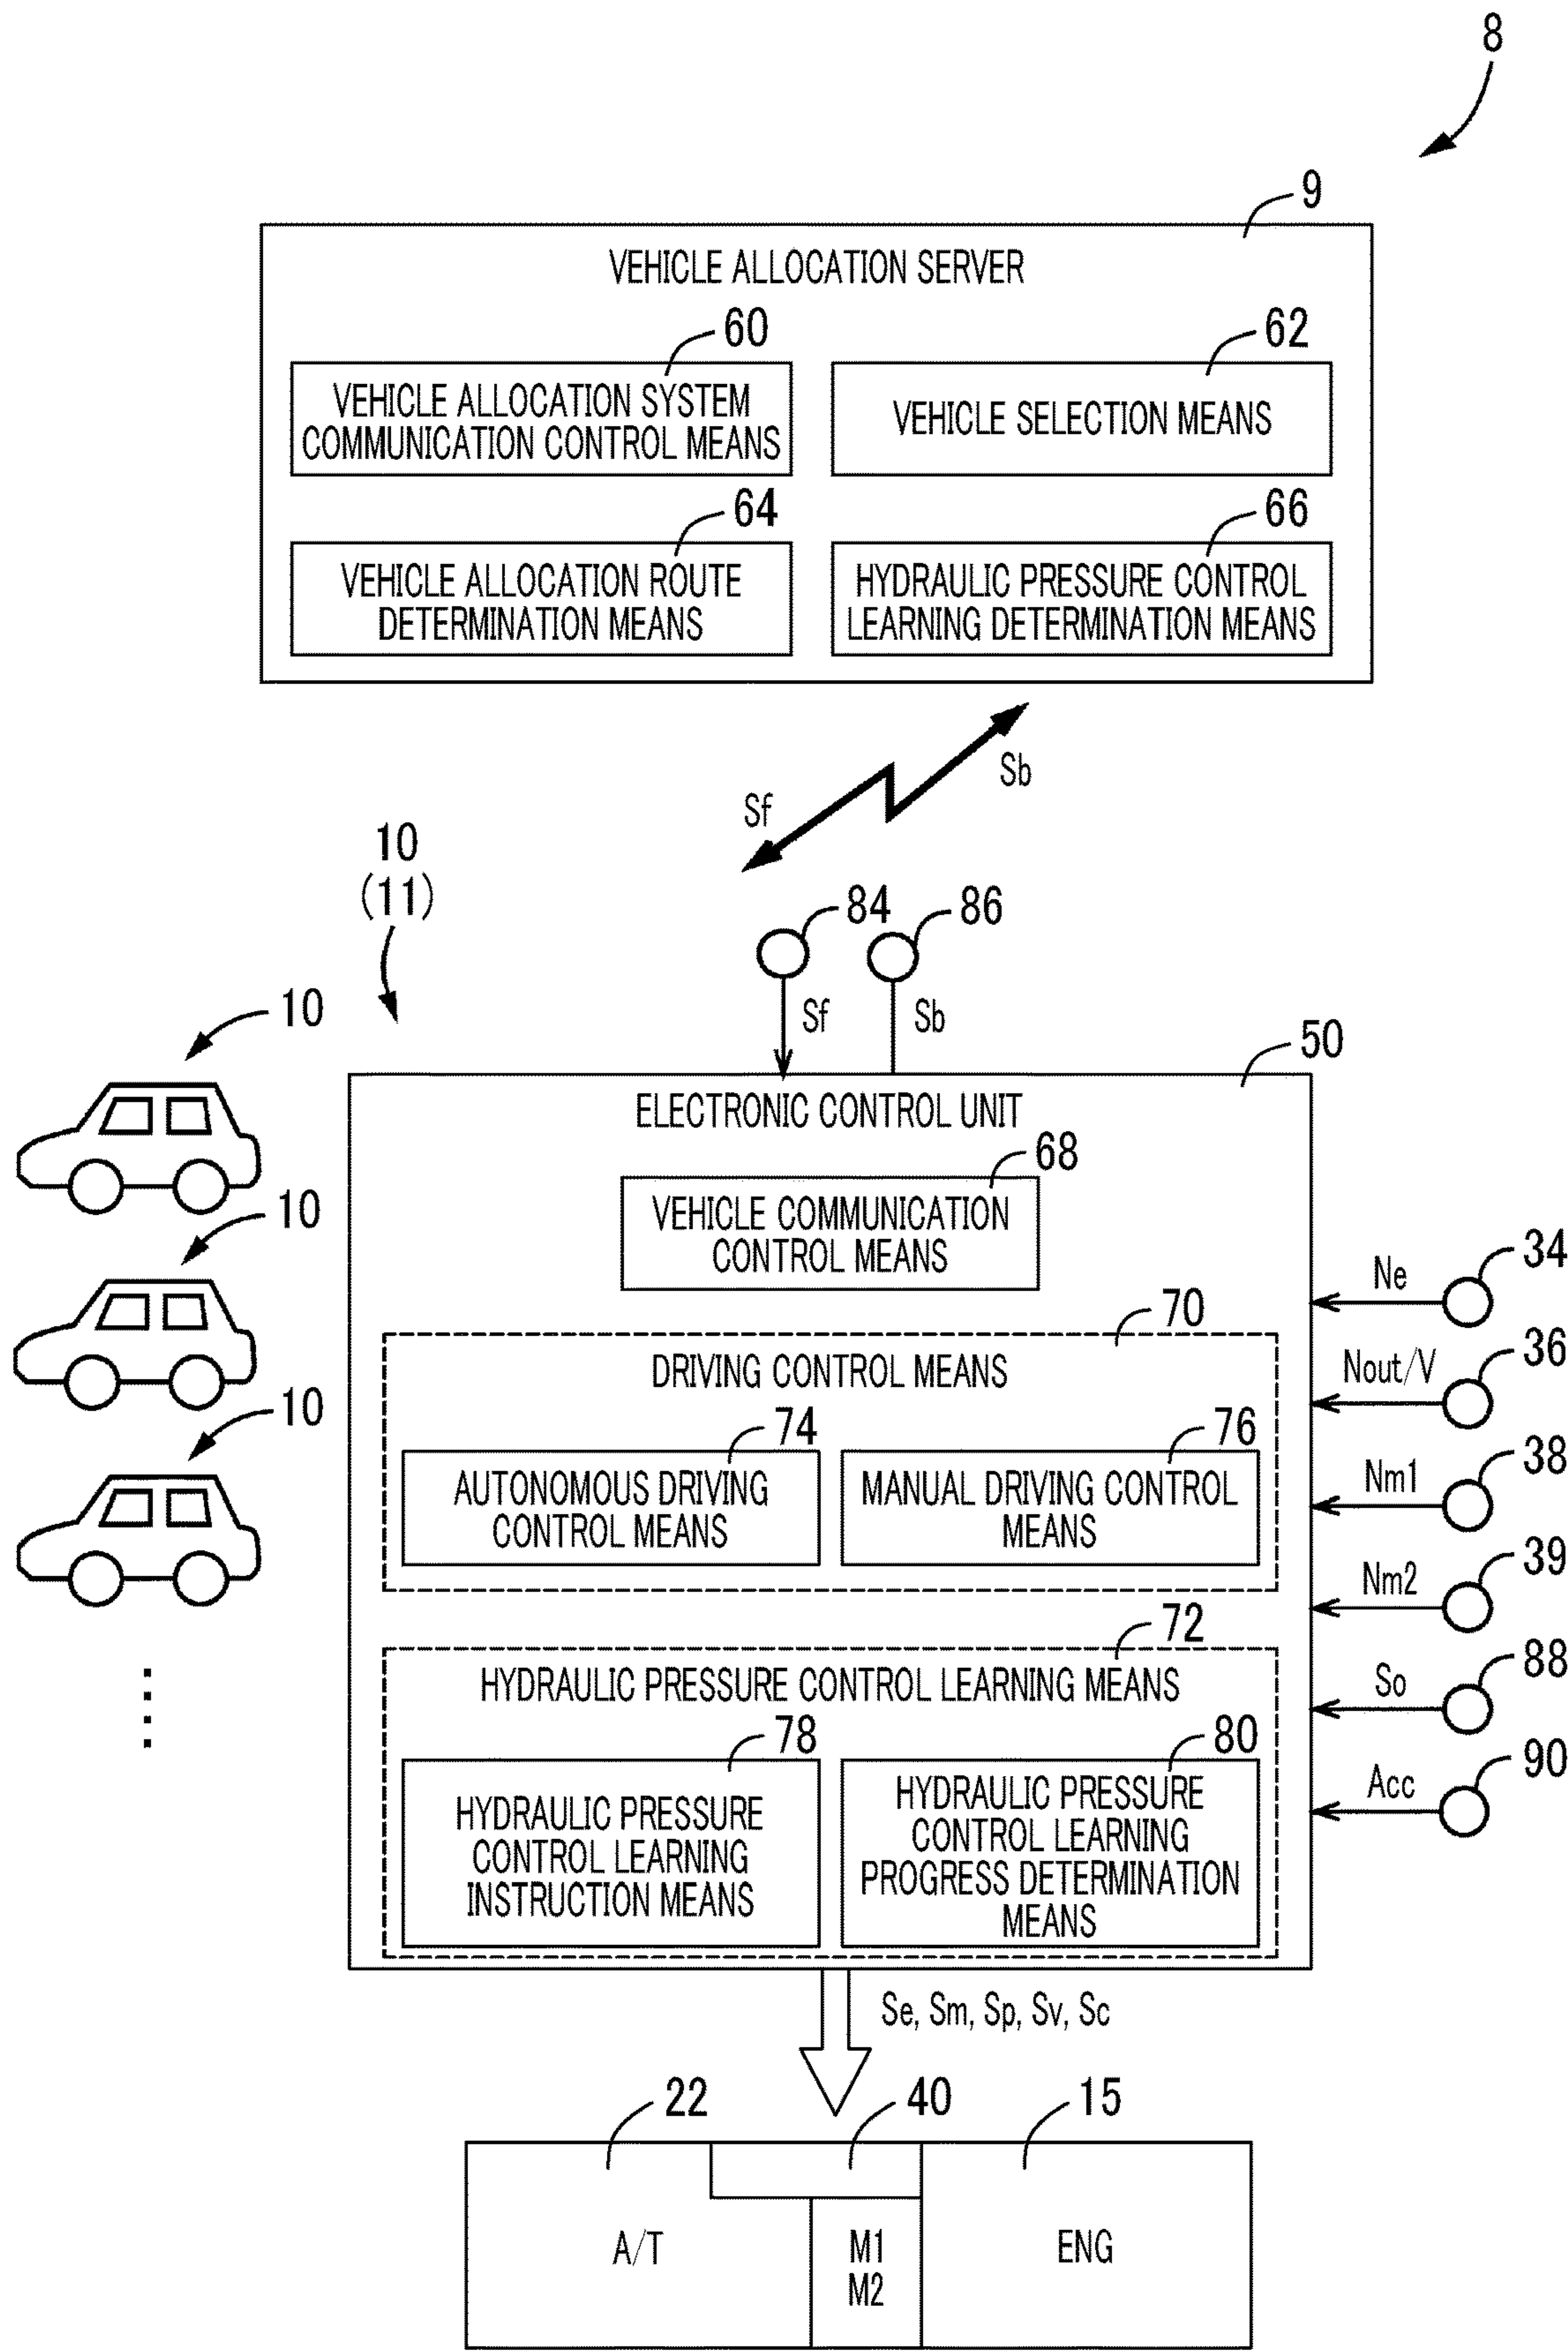 8
9
VEHICLE ALLOCATION SERVER
60
62
VEHICLE ALLOCATION SYSTEM
COMMUNICATION CONTROL MEANS
VEHICLE SELECTION MEANS
64
66
VEHICLE ALLOCATION ROUTE
DETERMINATION MEANS
HYDRAULIC PRESSURE CONTROL
LEARNING DETERMINATION MEANS
Sb
Sf
10
(11)
84
86
Sf
Sb
10
10
10
50
ELECTRONIC CONTROL UNIT
68
VEHICLE COMMUNICATION
CONTROL MEANS
70
DRIVING CONTROL MEANS
74
76
AUTONOMOUS DRIVING
CONTROL MEANS
MANUAL DRIVING CONTROL
MEANS
72
HYDRAULIC PRESSURE CONTROL LEARNING MEANS
78
80
HYDRAULIC PRESSURE
CONTROL LEARNING
INSTRUCTION MEANS
HYDRAULIC PRESSURE
CONTROL LEARNING
PROGRESS DETERMINATION
MEANS
Ne
34
Nout/V
36
Nm1
38
Nm2
39
So
88
Acc
90
Se, Sm, Sp, Sv, Sc
22
40
15
A/T
M1
M2
ENG